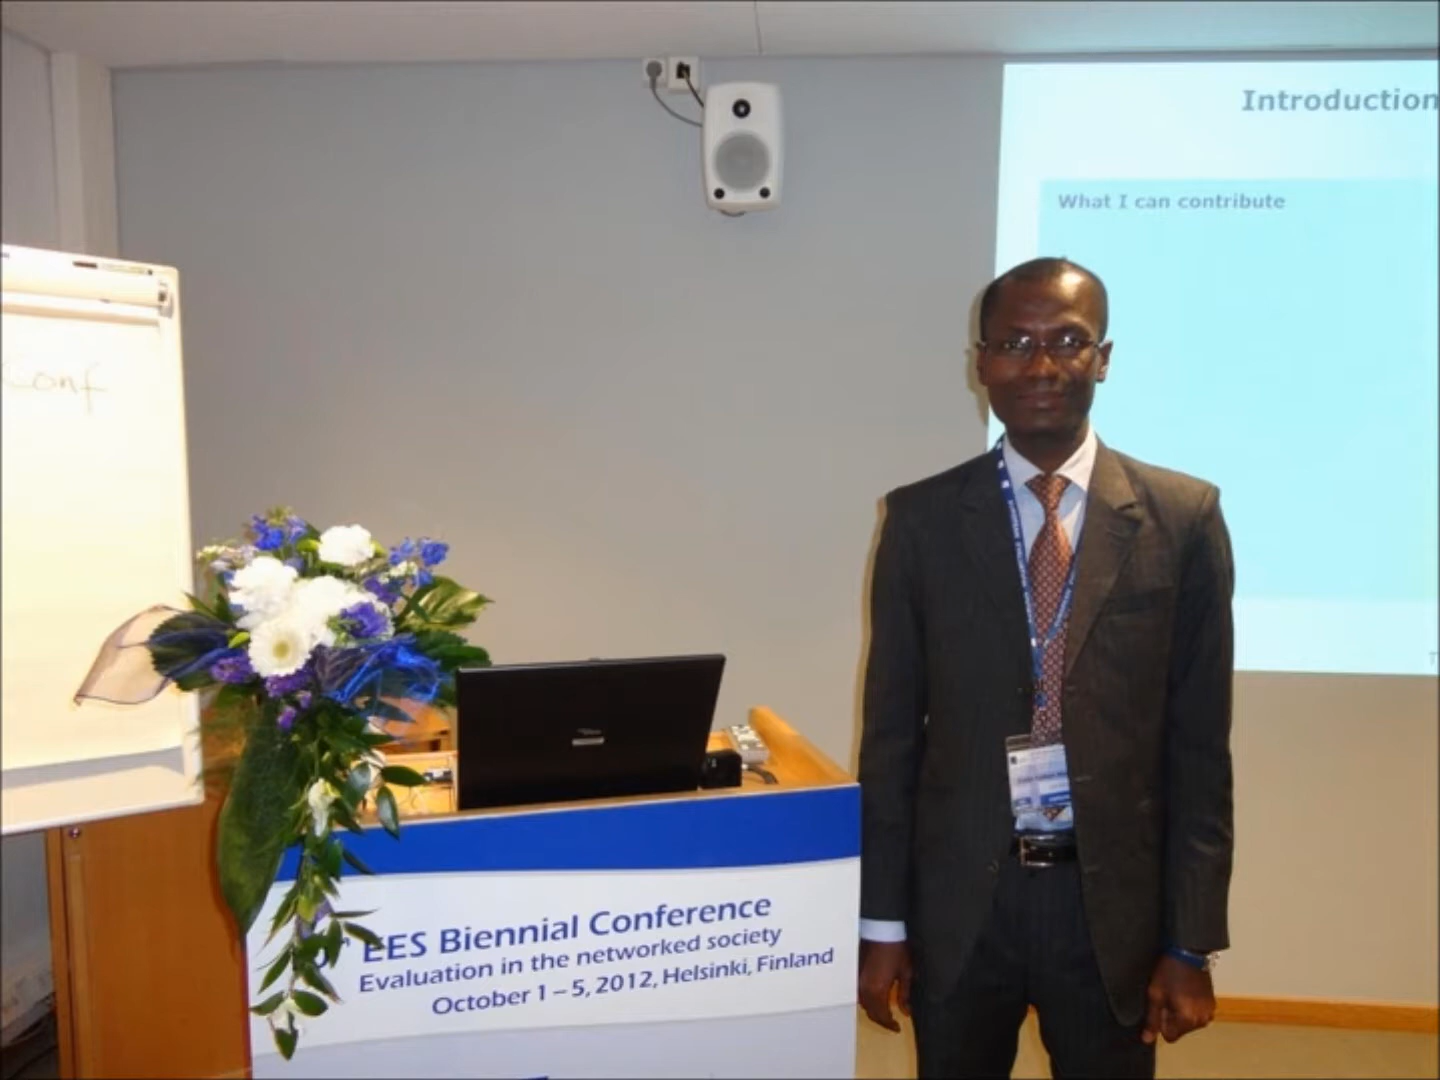 Introduction
What I can contribute
Conf
EES Biennial Conference
Evaluation in the networked society
October 1 – 5, 2012, Helsinki, Finland